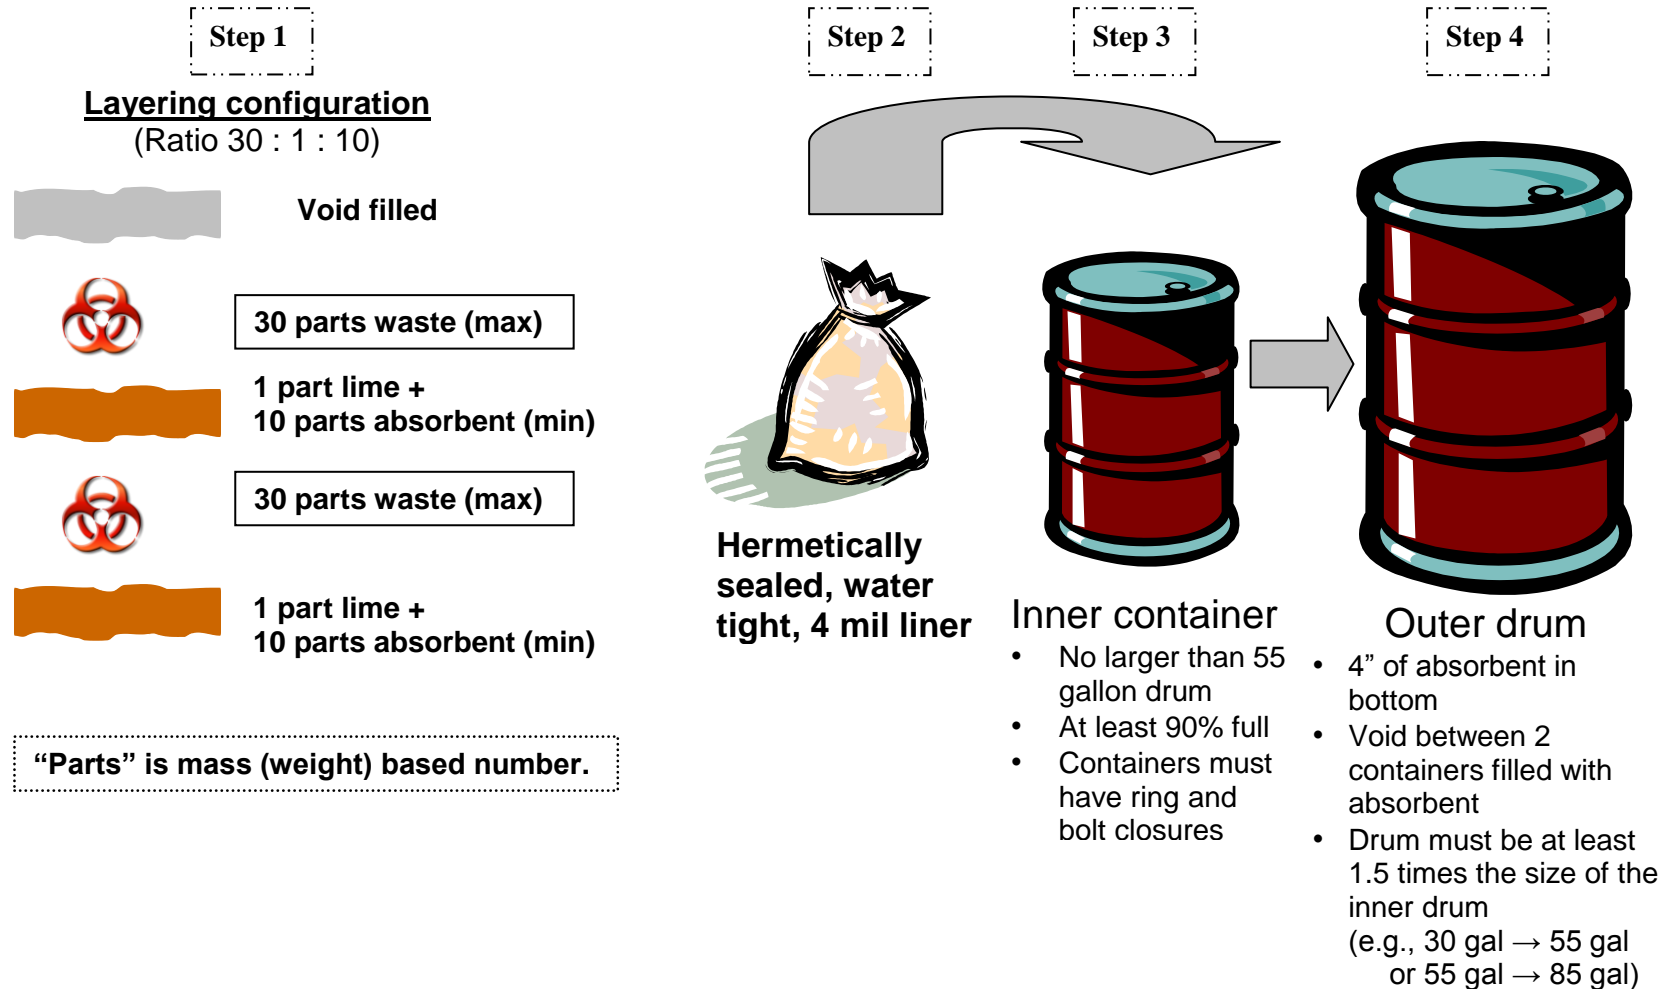 Step 1
Layering configuration
(Ratio 30 : 1 : 10)
Void filled
30 parts waste (max)
1 part lime +
10 parts absorbent (min)
30 parts waste (max)
1 part lime +
10 parts absorbent (min)
“Parts” is mass (weight) based number.
Step 2
Hermetically
sealed, water
tight, 4 mil liner
Step 3
Inner container
• No larger than 55
gallon drum
• At least 90% full
• Containers must
have ring and
bolt closures
Step 4
Outer drum
• 4” of absorbent in
bottom
• Void between 2
containers filled with
absorbent
• Drum must be at least
1.5 times the size of the
inner drum
(e.g., 30 gal → 55 gal
or 55 gal → 85 gal)